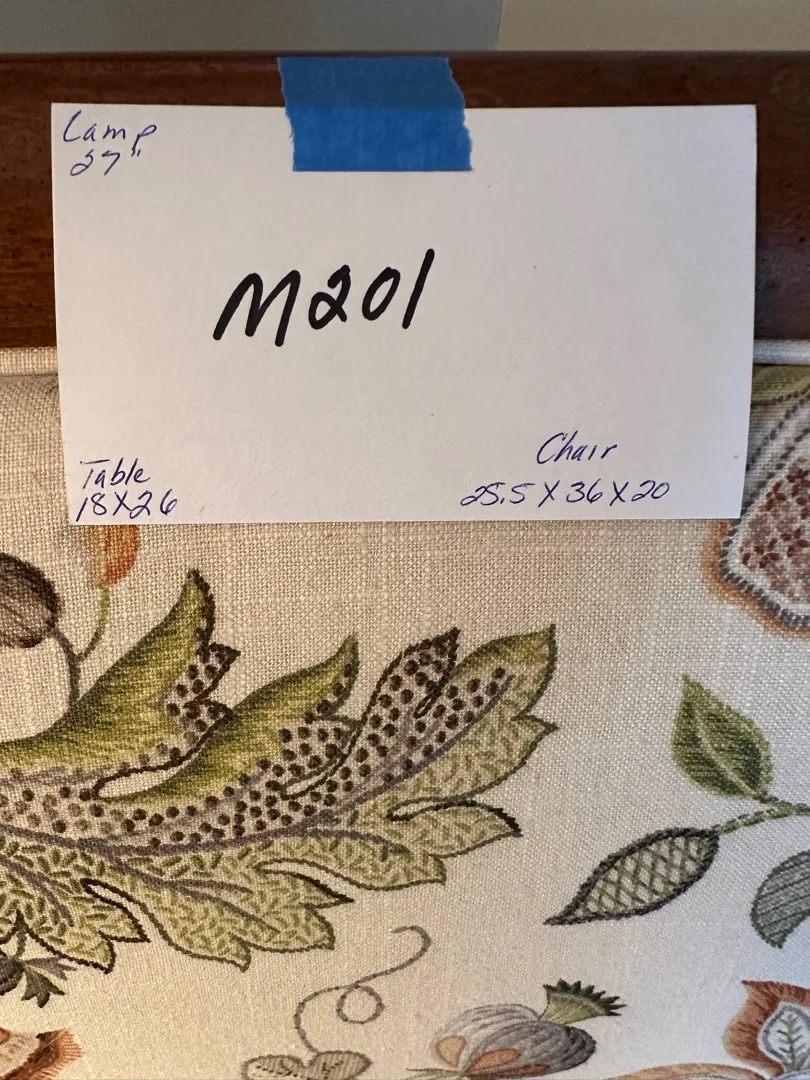 Lamp
27"
M201
Table
18X26
Chair
25.5 X 36 X 20